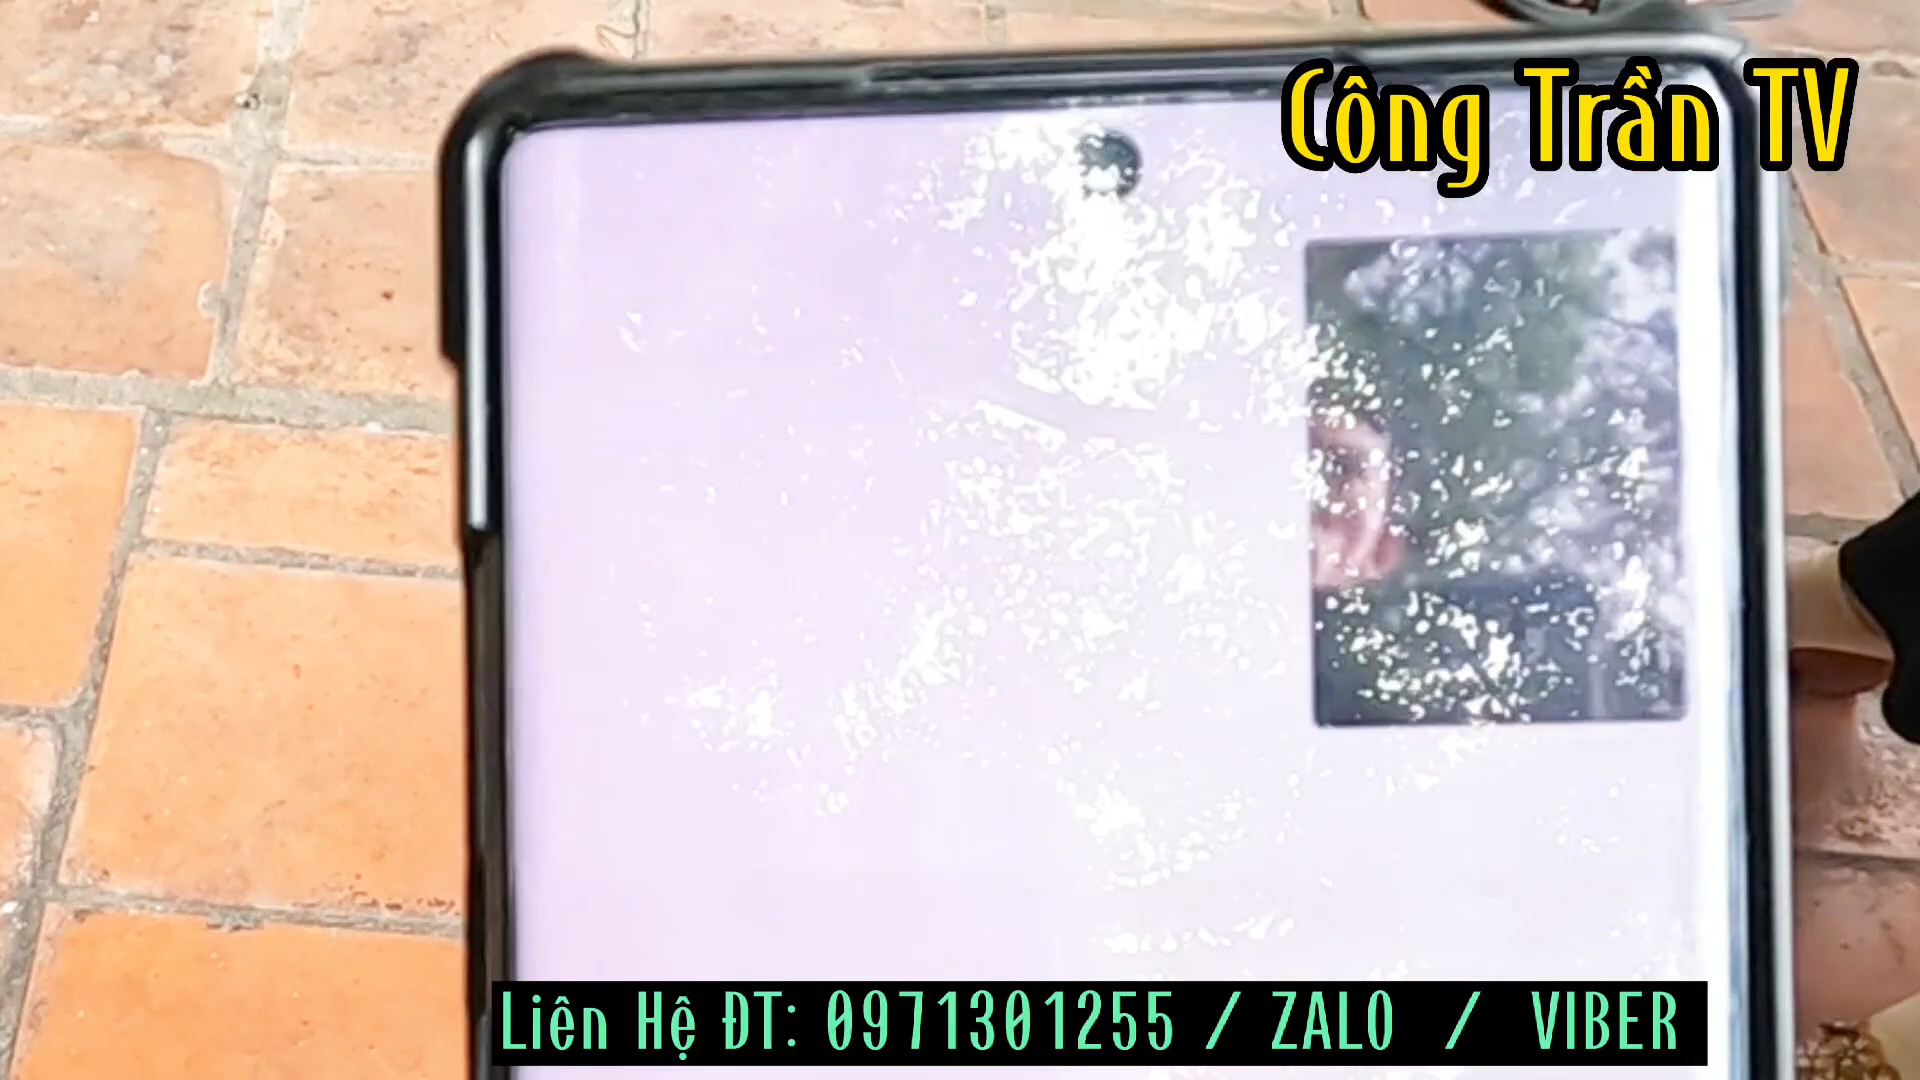 Công Trần TV
Liên Hệ ĐT: 0971301255 / ZALO / VIBER